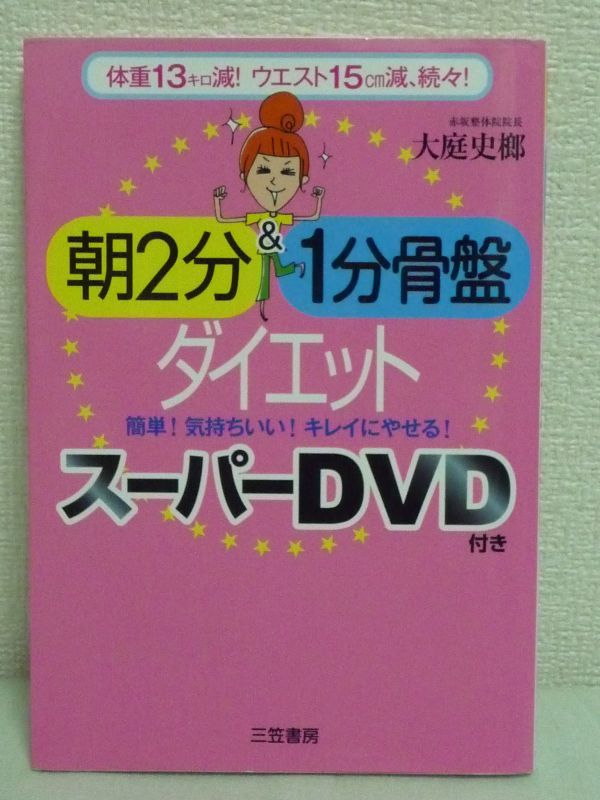 体重13キロ減! ウエスト15cm減、続々!
赤坂整体院院長
大庭史榔
朝2分
&
1分骨盤
ダイエット
簡単! 気持ちいい! キレイにやせる!
スーパーDVD
付き
三笠書房